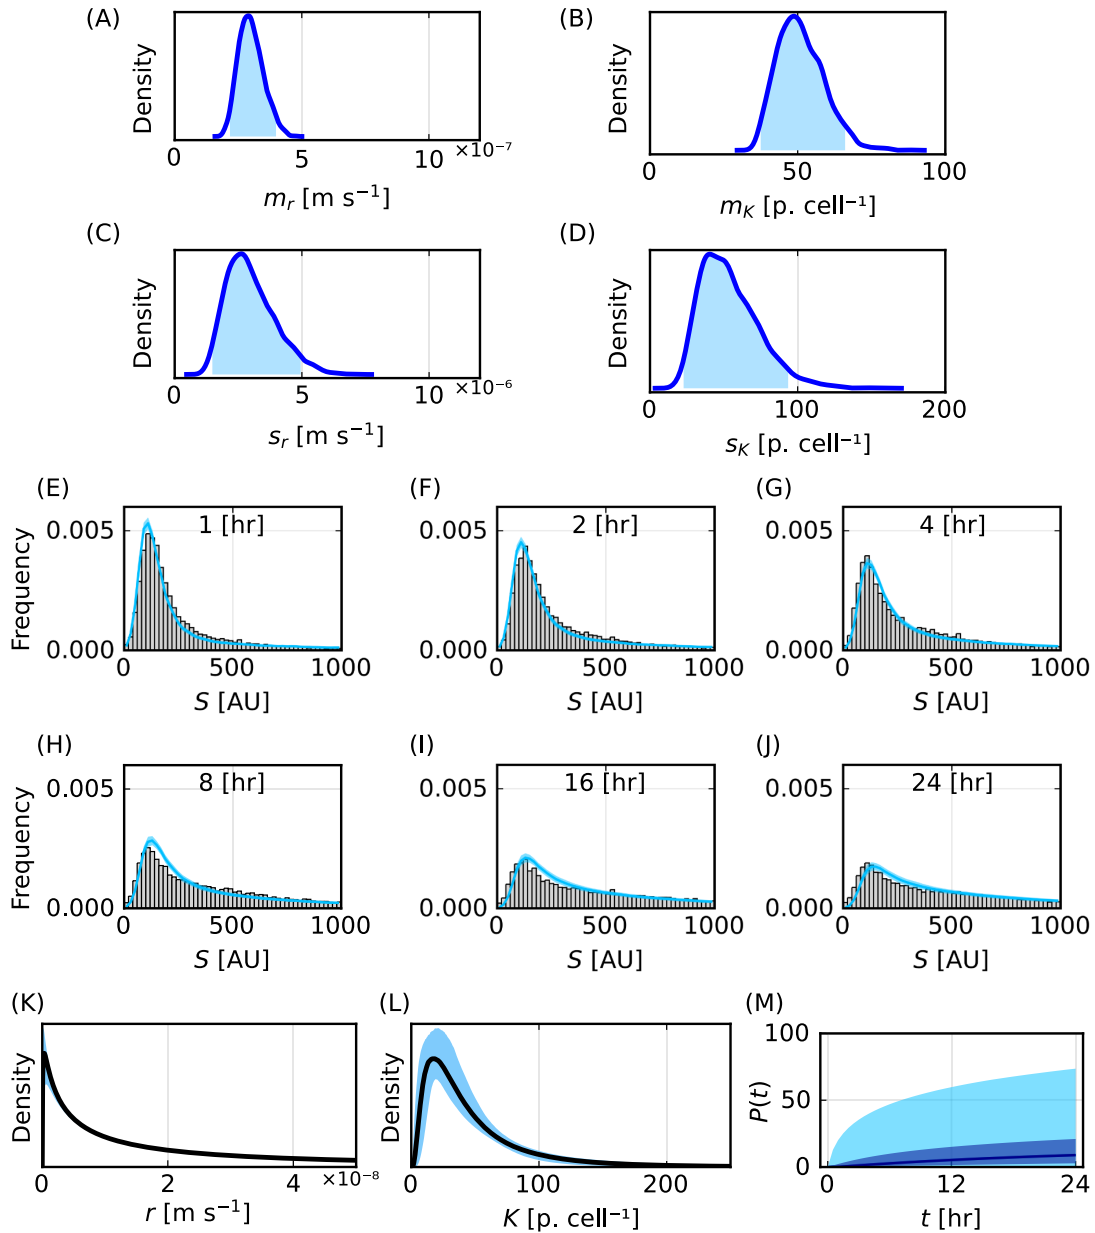 (A)
Density
0
5
10
×10⁻⁷
m_r [m s⁻¹]
(B)
Density
0
50
100
m_K [p. cell⁻¹]
(C)
Density
0
5
10
×10⁻⁶
s_r [m s⁻¹]
(D)
Density
0
100
200
s_K [p. cell⁻¹]
(E)
1 [hr]
Frequency
0.005
0.000
0
500
1000
S [AU]
(F)
2 [hr]
0.005
0.000
0
500
1000
S [AU]
(G)
4 [hr]
0.005
0.000
0
500
1000
S [AU]
(H)
8 [hr]
Frequency
0.005
0.000
0
500
1000
S [AU]
(I)
16 [hr]
0.005
0.000
0
500
1000
S [AU]
(J)
24 [hr]
0.005
0.000
0
500
1000
S [AU]
(K)
Density
0
2
4
×10⁻⁸
r [m s⁻¹]
(L)
Density
0
100
200
K [p. cell⁻¹]
(M)
P(t)
100
50
0
0
12
24
t [hr]